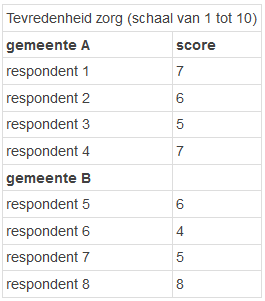 Tevredenheid zorg (schaal van 1 tot 10)
gemeente A score
respondent 1 7
respondent 2 6
respondent 3 5
respondent 4 7
gemeente B
respondent 5 6
respondent 6 4
respondent 7 5
respondent 8 8